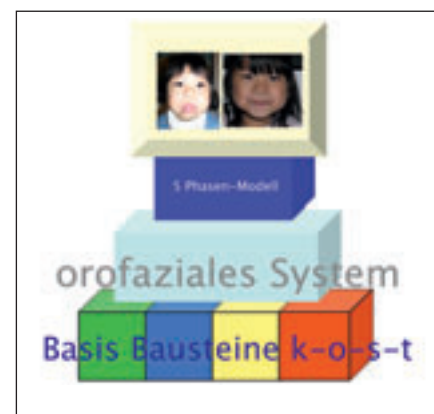 5 Phasen-Modell
orofaziales System
Basis Bausteine k-o-s-t